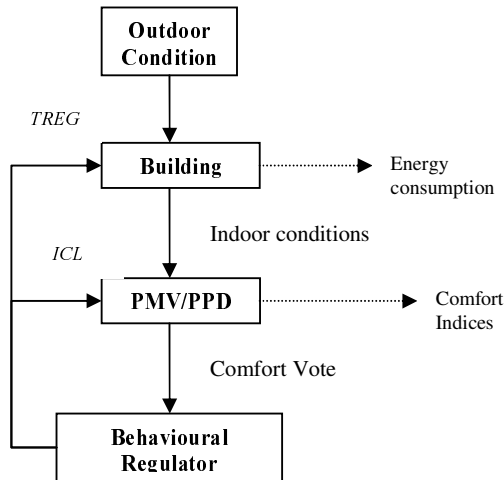 Outdoor
Condition
TREG
Building
Energy
consumption
Indoor conditions
ICL
PMV/PPD
Comfort
Indices
Comfort Vote
Behavioural
Regulator